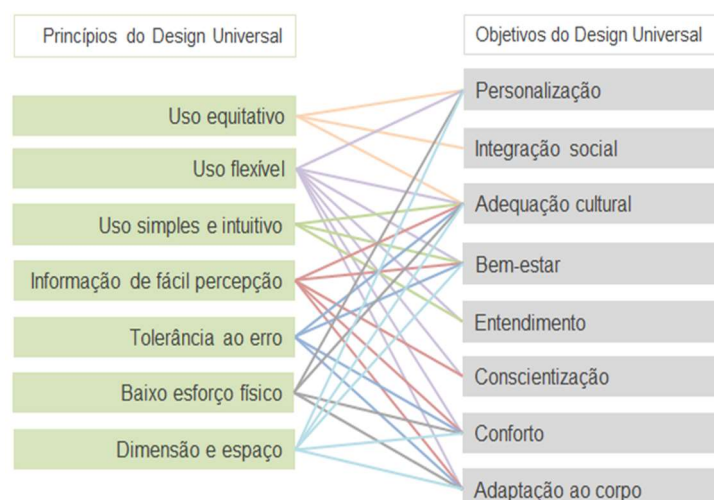 Princípios do Design Universal
Uso equitativo
Uso flexível
Uso simples e intuitivo
Informação de fácil percepção
Tolerância ao erro
Baixo esforço físico
Dimensão e espaço
Objetivos do Design Universal
Personalização
Integração social
Adequação cultural
Bem-estar
Entendimento
Conscientização
Conforto
Adaptação ao corpo